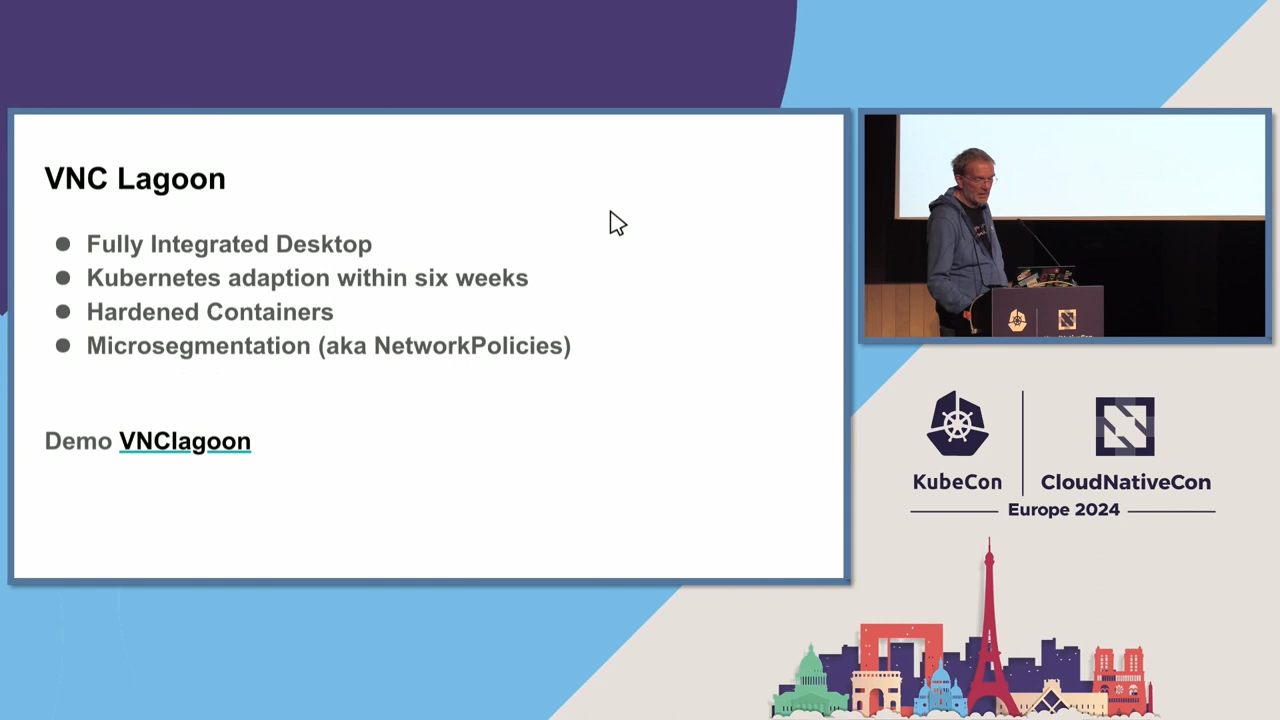 VNC Lagoon
● Fully Integrated Desktop
● Kubernetes adaption within six weeks
● Hardened Containers
● Microsegmentation (aka NetworkPolicies)
Demo VNClagoon
KubeCon
CloudNativeCon
Europe 2024